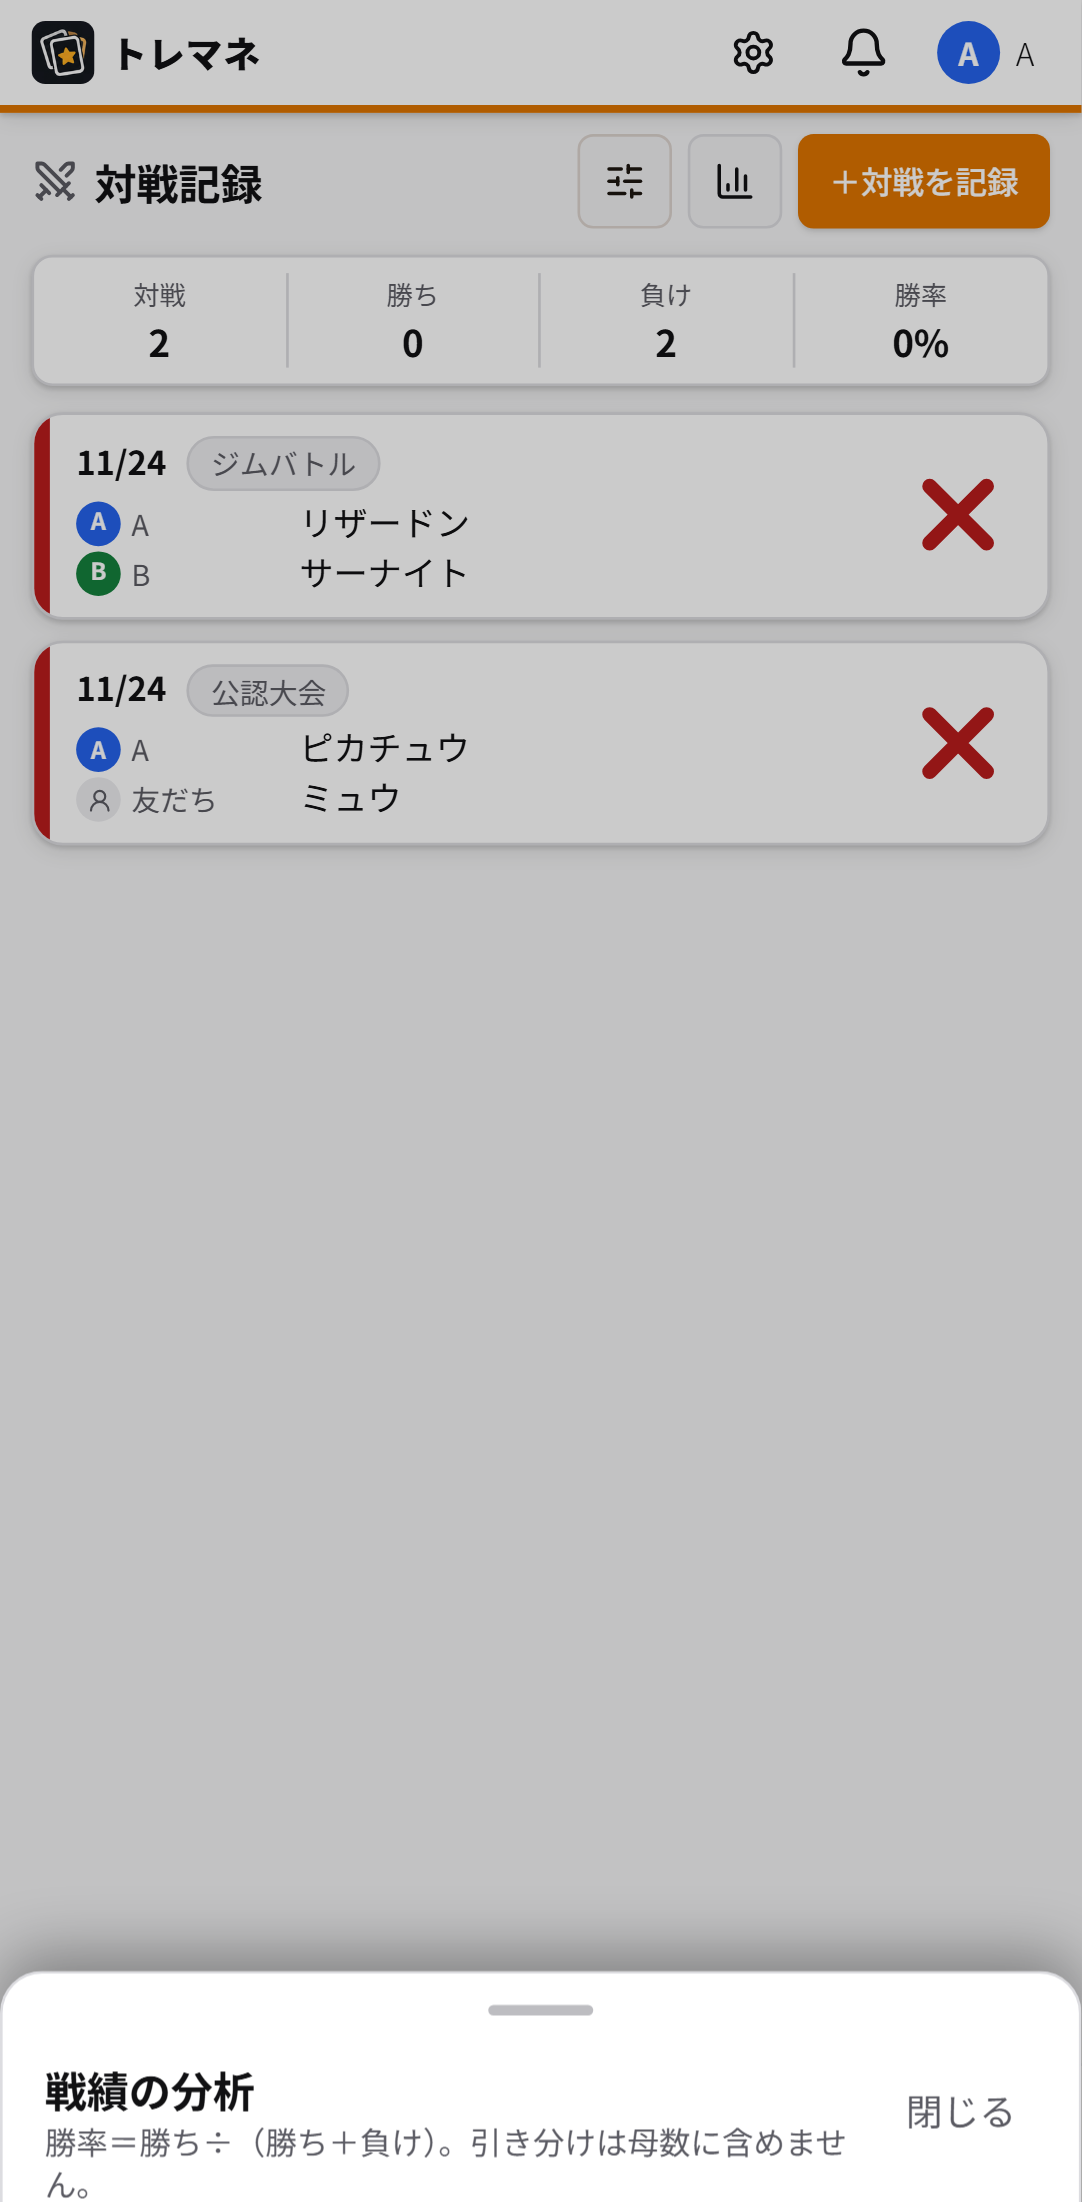 トレマネ
A A
対戦記録
＋対戦を記録
対戦 勝ち 負け 勝率
2 0 2 0%
11/24 ジムバトル
A A リザードン
B B サーナイト
11/24 公認大会
A A ピカチュウ
友だち ミュウ
戦績の分析
閉じる
勝率＝勝ち÷（勝ち＋負け）。引き分けは母数に含めませ
ん。